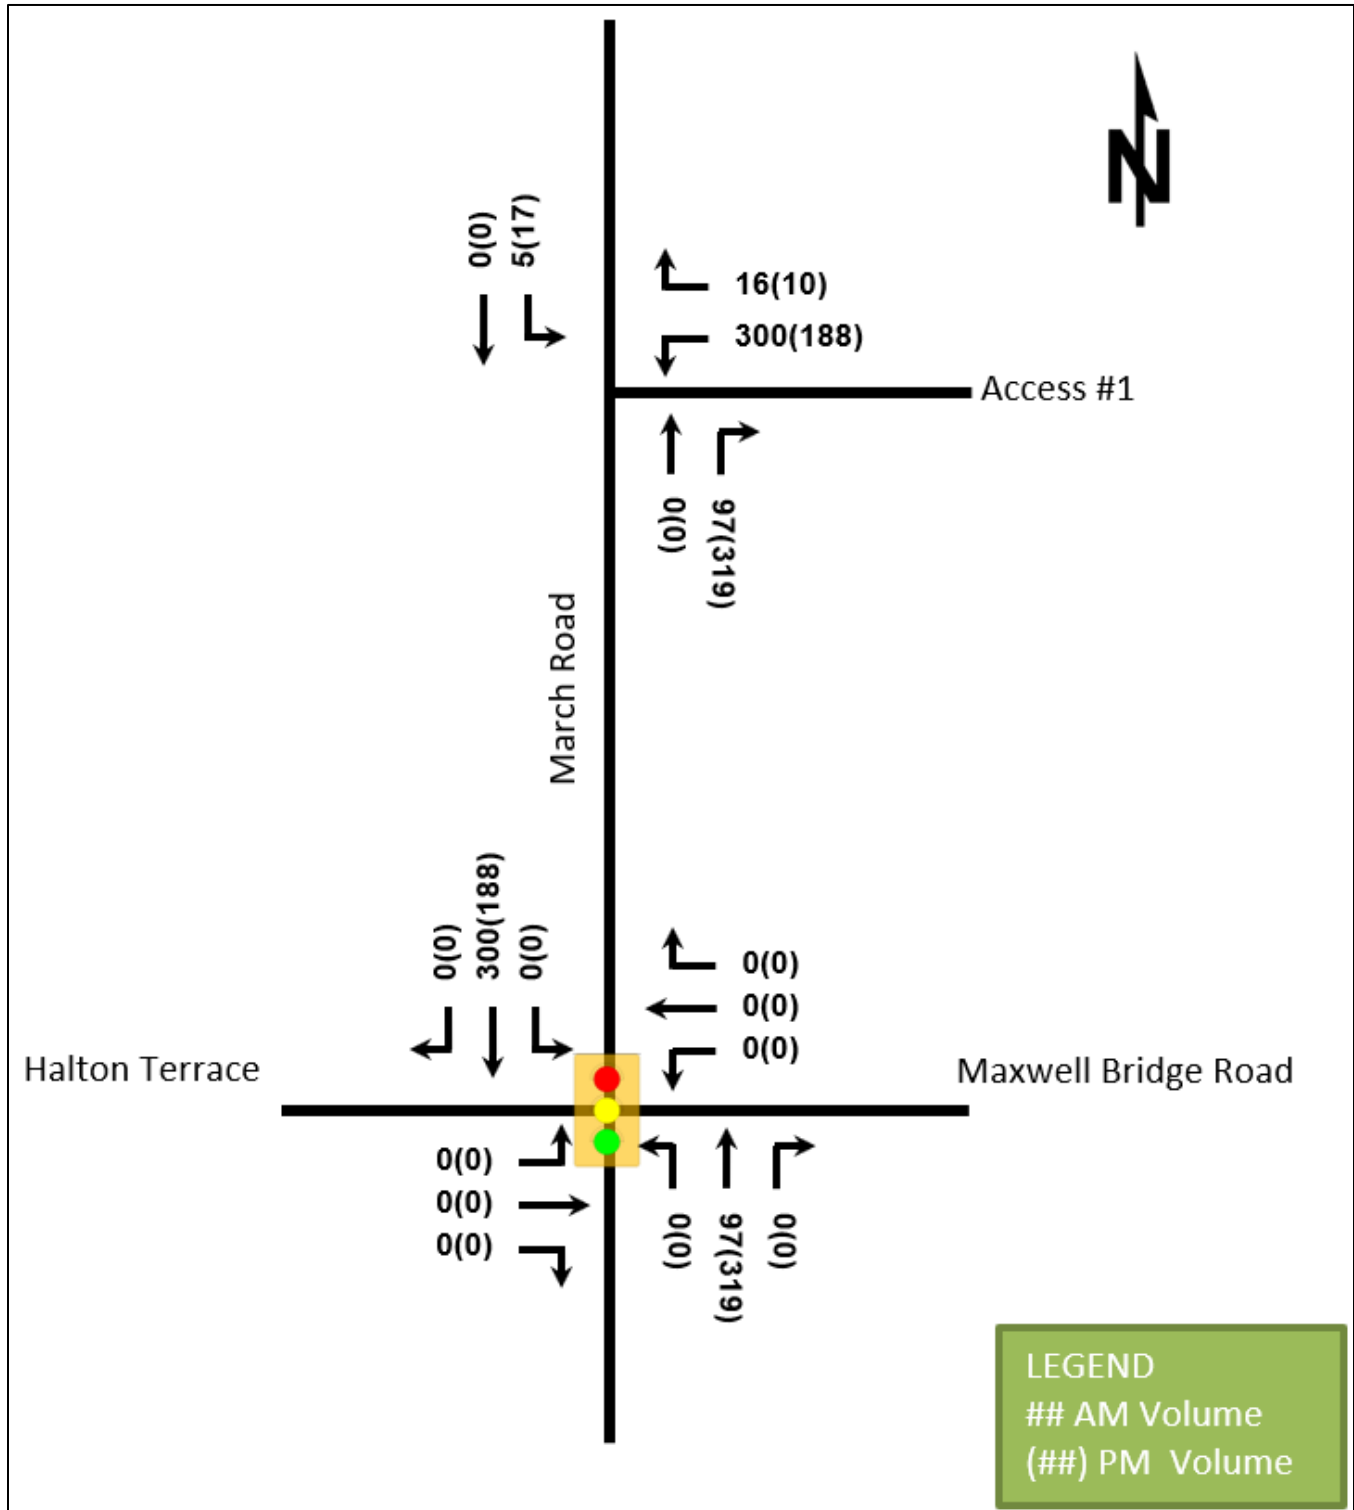 N
0(0)
5(17)
16(10)
300(188)
Access #1
0(0)
97(319)
March Road
0(0)
300(188)
0(0)
0(0)
0(0)
0(0)
Halton Terrace
Maxwell Bridge Road
0(0)
0(0)
0(0)
0(0)
97(319)
0(0)
LEGEND
## AM Volume
(##) PM Volume